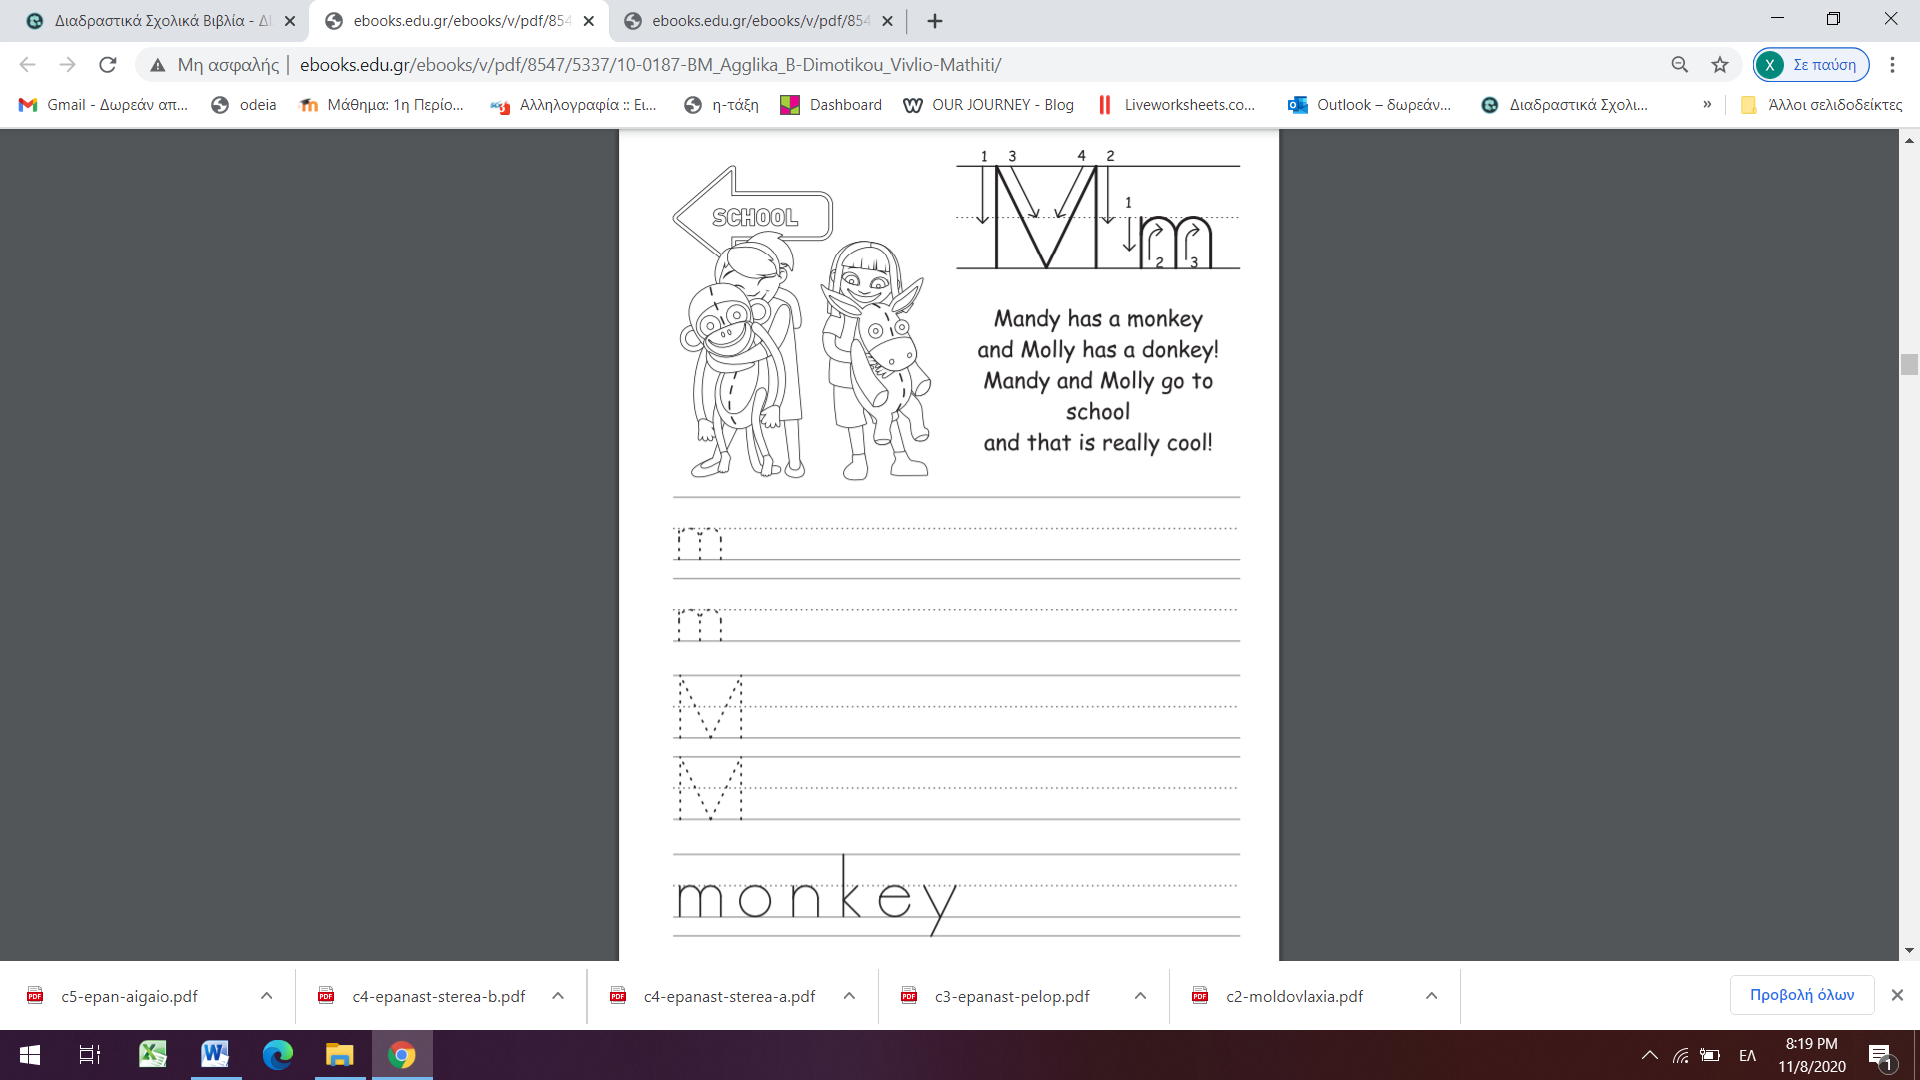 Διαδραστικά Σχολικά Βιβλία - Δ
ebooks.edu.gr/ebooks/v/pdf/854
ebooks.edu.gr/ebooks/v/pdf/854
Μη ασφαλής | ebooks.edu.gr/ebooks/v/pdf/8547/5337/10-0187-BM_Agglika_B-Dimotikou_Vivlio-Mathiti/
X Σε παύση
Gmail - Δωρεάν απ... odeia Μάθημα: 1η Περίο... Αλληλογραφία :: Ει... η-τάξη Dashboard OUR JOURNEY - Blog Liveworksheets.co... Outlook – δωρεάν... Διαδραστικά Σχολι... » Άλλοι σελιδοδείκτες
1 3 4 2
1
Mm
2 3
SCHOOL
Mandy has a monkey
and Molly has a donkey!
Mandy and Molly go to
school
and that is really cool!
m
m
M
M
monkey
c5-epan-aigaio.pdf c4-epanast-sterea-b.pdf c4-epanast-sterea-a.pdf c3-epanast-pelop.pdf c2-moldovlaxia.pdf Προβολή όλων
ΕΛ 8:19 PM
11/8/2020
1